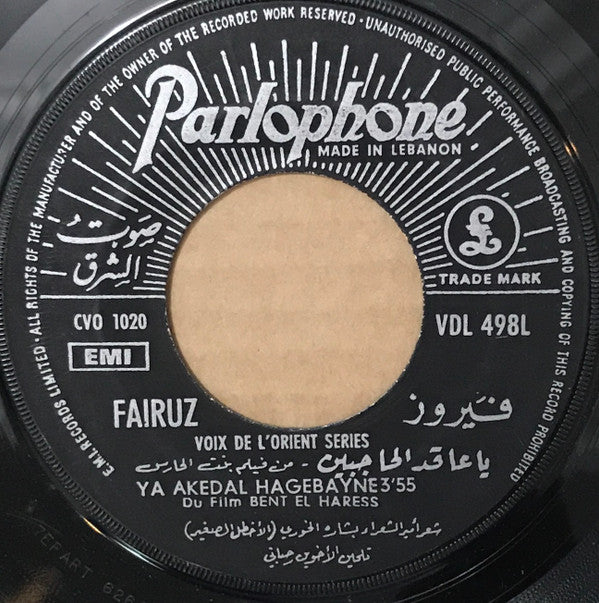 E.M.I. RECORDS LIMITED · ALL RIGHTS OF THE MANUFACTURER AND OF THE OWNER OF THE RECORDED WORK RESERVED · UNAUTHORISED PUBLIC PERFORMANCE BROADCASTING AND COPYING OF THIS RECORD PROHIBITED
Parlophone
MADE IN LEBANON
صوت
الشرق
£
TRADE MARK
CVO 1020
VDL 498L
EMI
FAIRUZ
فيروز
VOIX DE L'ORIENT SERIES
يا عاقد الحاجبين - من فيلم بنت الحارس
YA AKEDAL HAGEBAYNE 3'55
Du Film BENT EL HARESS
شعر امير الشعراء بشاره الخوري (الأخطل الصغير)
تلحين الأخوين رحباني